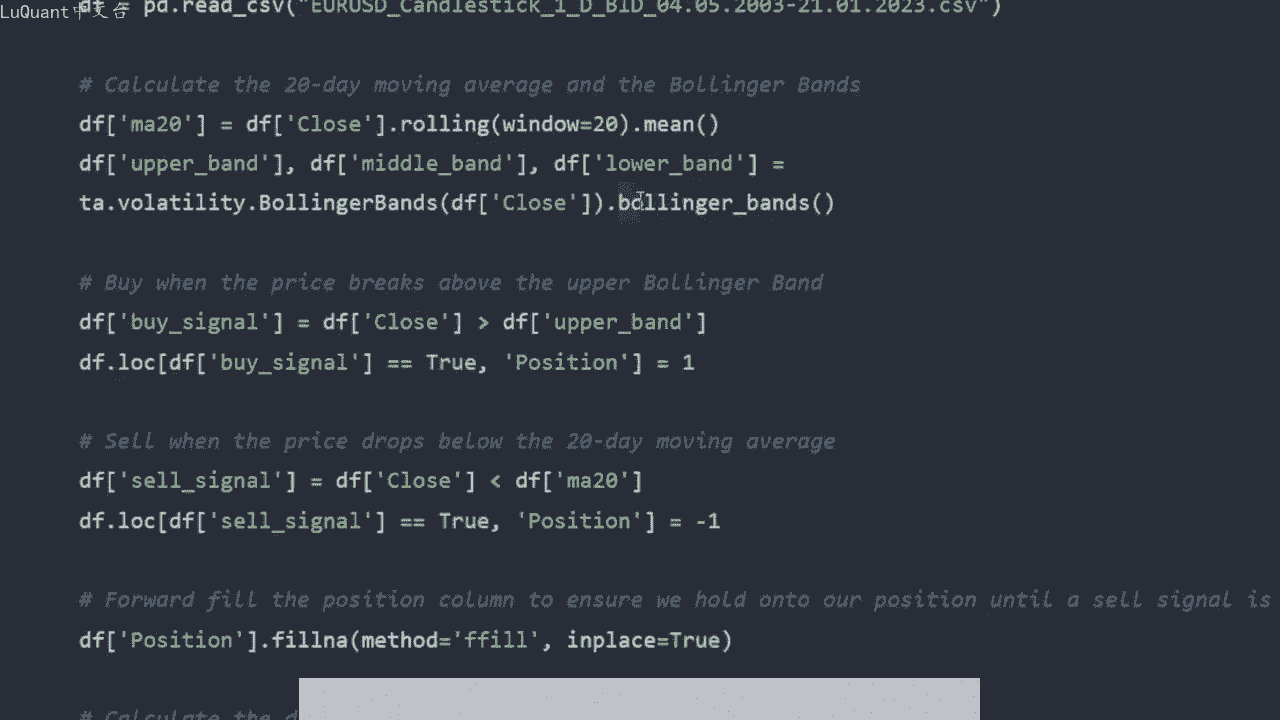 LuQuant中文合
df = pd.read_csv("EURUSD_Candlestick_1_D_BID_04.05.2003-21.01.2023.csv")
# Calculate the 20-day moving average and the Bollinger Bands
df['ma20'] = df['Close'].rolling(window=20).mean()
df['upper_band'], df['middle_band'], df['lower_band'] =
ta.volatility.BollingerBands(df['Close']).bollinger_bands()
# Buy when the price breaks above the upper Bollinger Band
df['buy_signal'] = df['Close'] > df['upper_band']
df.loc[df['buy_signal'] == True, 'Position'] = 1
# Sell when the price drops below the 20-day moving average
df['sell_signal'] = df['Close'] < df['ma20']
df.loc[df['sell_signal'] == True, 'Position'] = -1
# Forward fill the position column to ensure we hold onto our position until a sell signal is
df['Position'].fillna(method='ffill', inplace=True)
# Calculate the